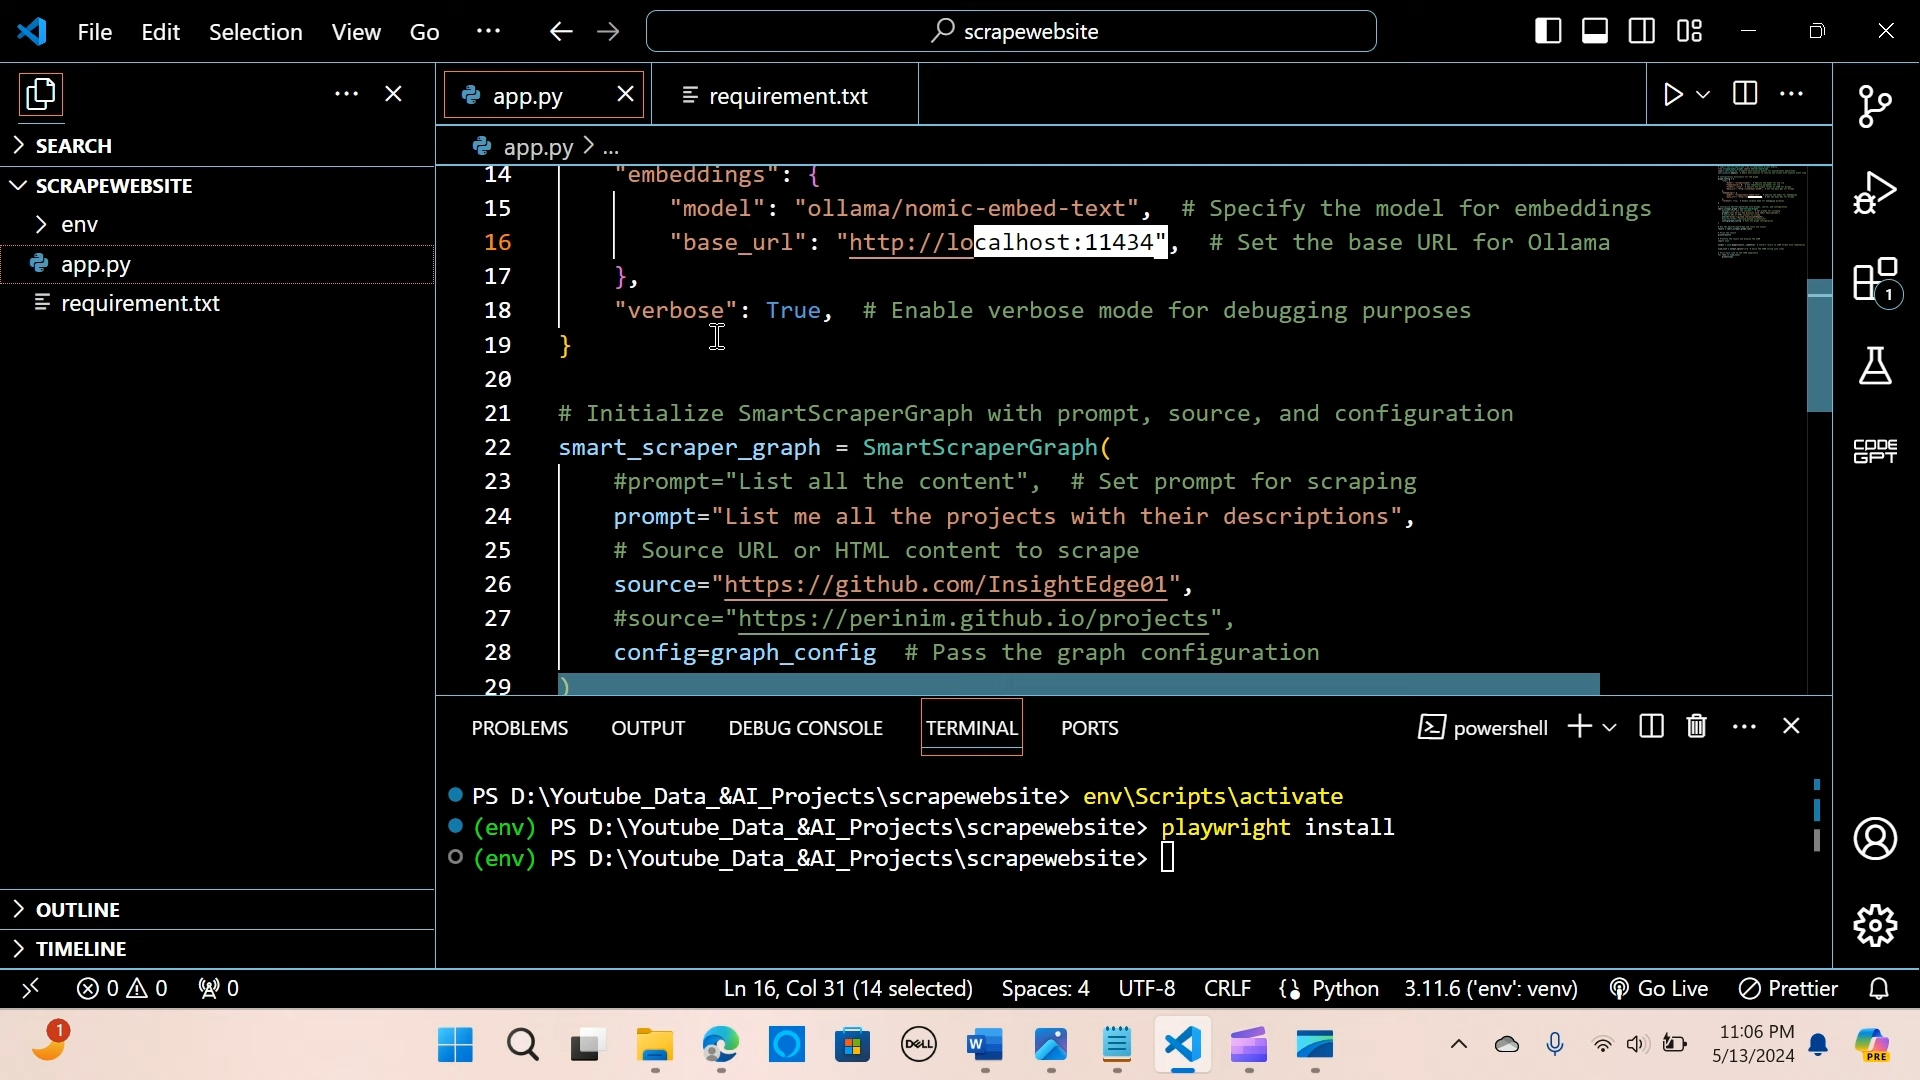 File Edit Selection View Go ··· scrapewebsite
SEARCH
SCRAPEWEBSITE
env
app.py
requirement.txt
OUTLINE
TIMELINE
app.py requirement.txt
app.py > ...
14 "embeddings": {
15 "model": "ollama/nomic-embed-text", # Specify the model for embeddings
16 "base_url": "http://localhost:11434", # Set the base URL for Ollama
17 },
18 "verbose": True, # Enable verbose mode for debugging purposes
19 }
20
21 # Initialize SmartScraperGraph with prompt, source, and configuration
22 smart_scraper_graph = SmartScraperGraph(
23 #prompt="List all the content", # Set prompt for scraping
24 prompt="List me all the projects with their descriptions",
25 # Source URL or HTML content to scrape
26 source="https://github.com/InsightEdge01",
27 #source="https://perinim.github.io/projects",
28 config=graph_config # Pass the graph configuration
29 )
1
CODE
GPT
PROBLEMS OUTPUT DEBUG CONSOLE TERMINAL PORTS powershell
PS D:\Youtube_Data_&AI_Projects\scrapewebsite> env\Scripts\activate
(env) PS D:\Youtube_Data_&AI_Projects\scrapewebsite> playwright install
(env) PS D:\Youtube_Data_&AI_Projects\scrapewebsite>
0 0 0 Ln 16, Col 31 (14 selected) Spaces: 4 UTF-8 CRLF Python 3.11.6 ('env': venv) Go Live Prettier
1
DELL
W
11:06 PM
5/13/2024
PRE